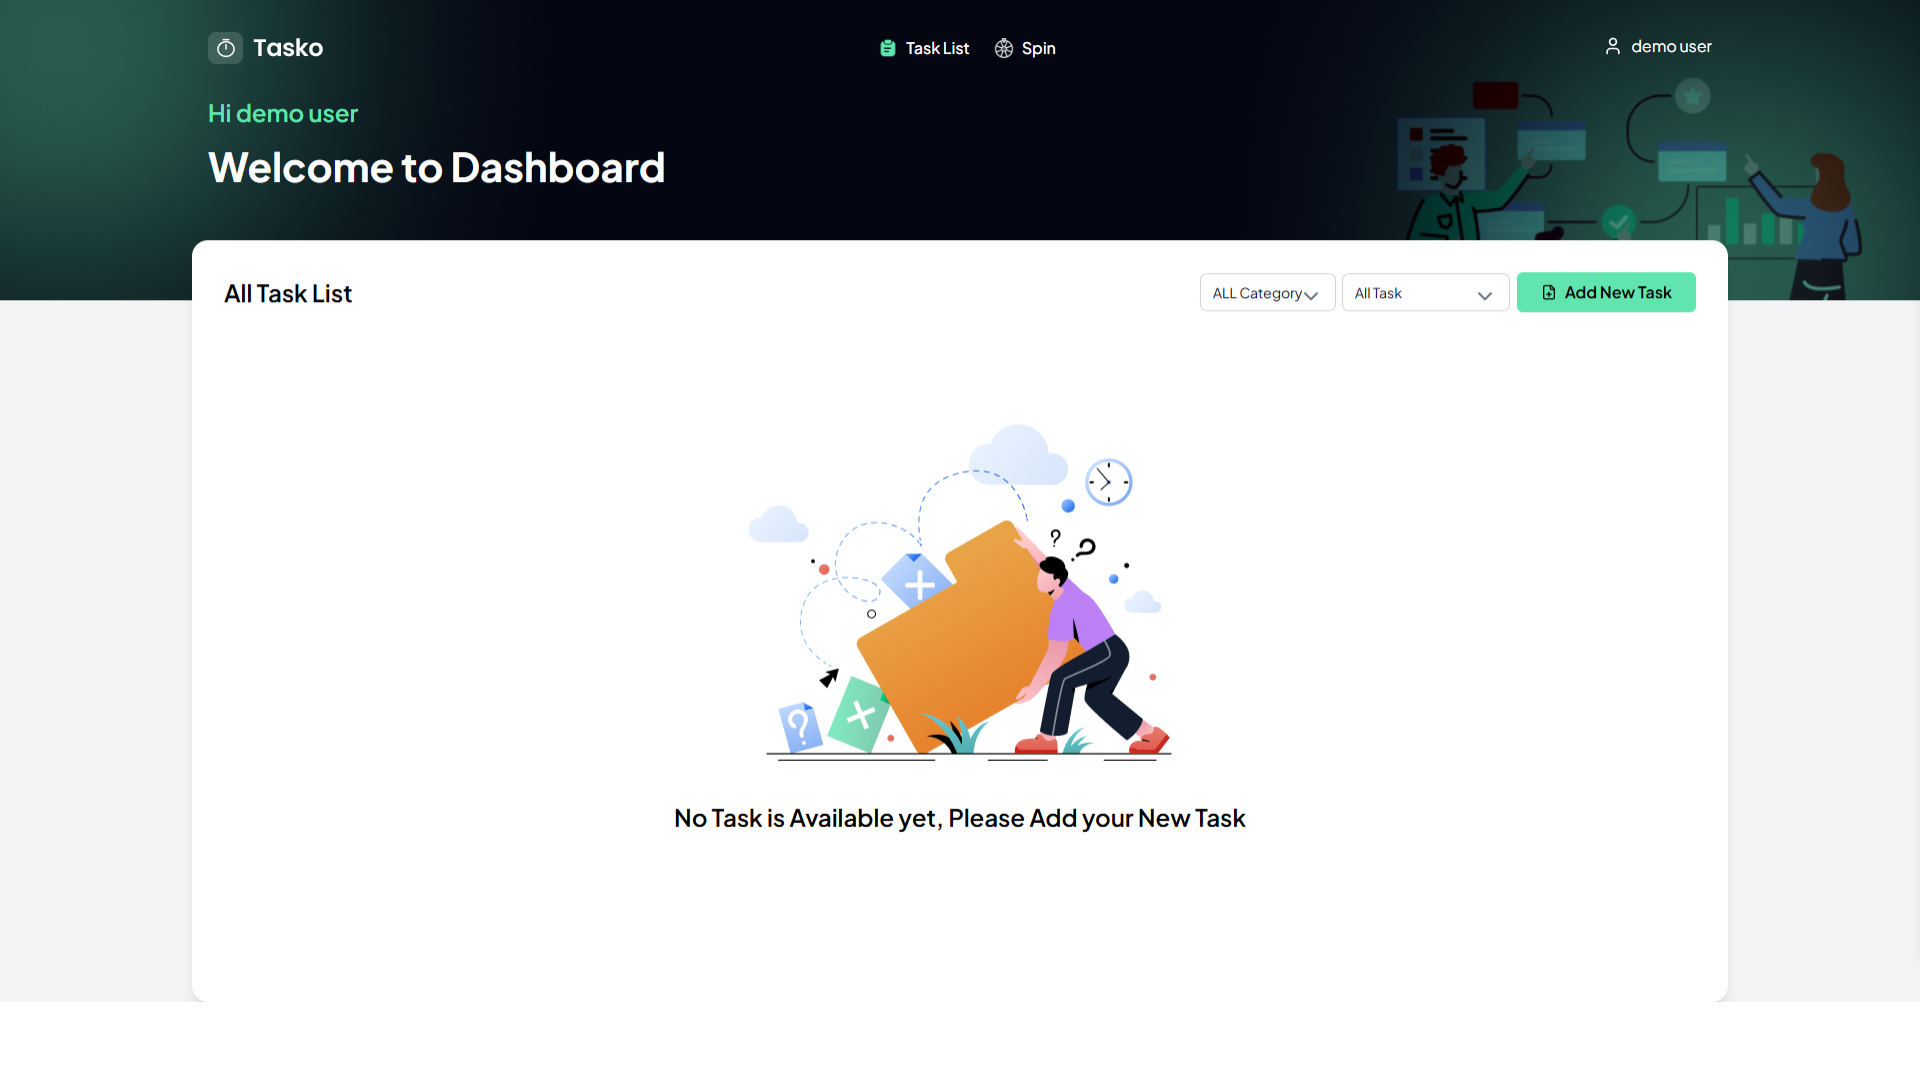 Tasko
Task List
Spin
demo user
Hi demo user
Welcome to Dashboard
All Task List
ALL Category
All Task
Add New Task
? ?
?
No Task is Available yet, Please Add your New Task